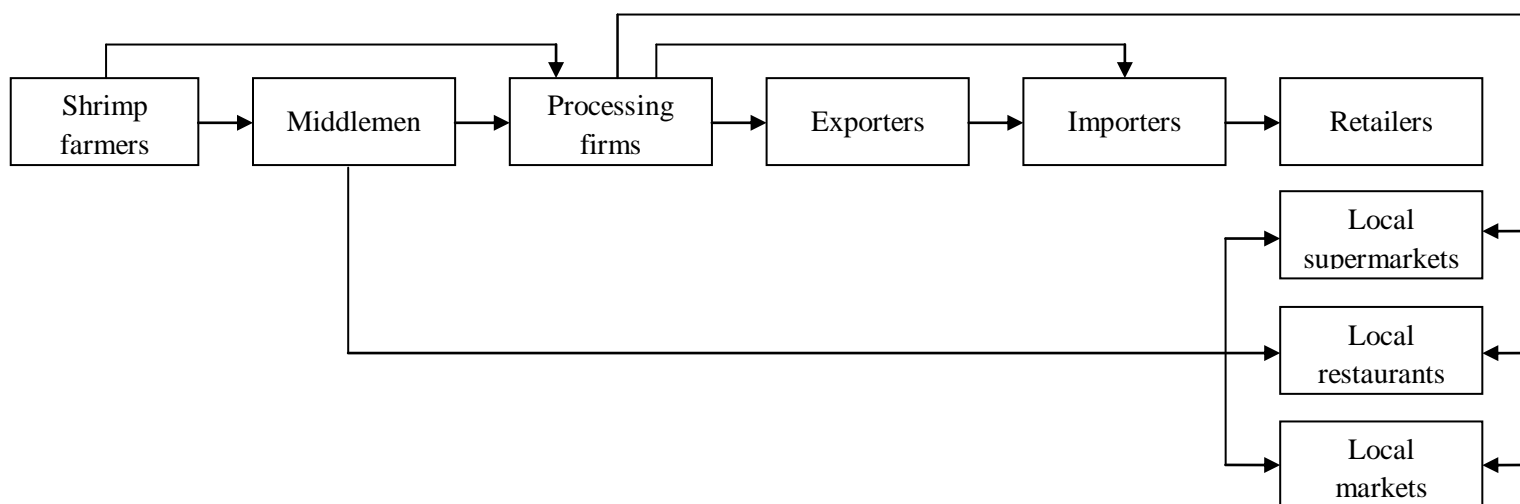 Shrimp
farmers
Middlemen
Processing
firms
Exporters
Importers
Retailers
Local
supermarkets
Local
restaurants
Local
markets